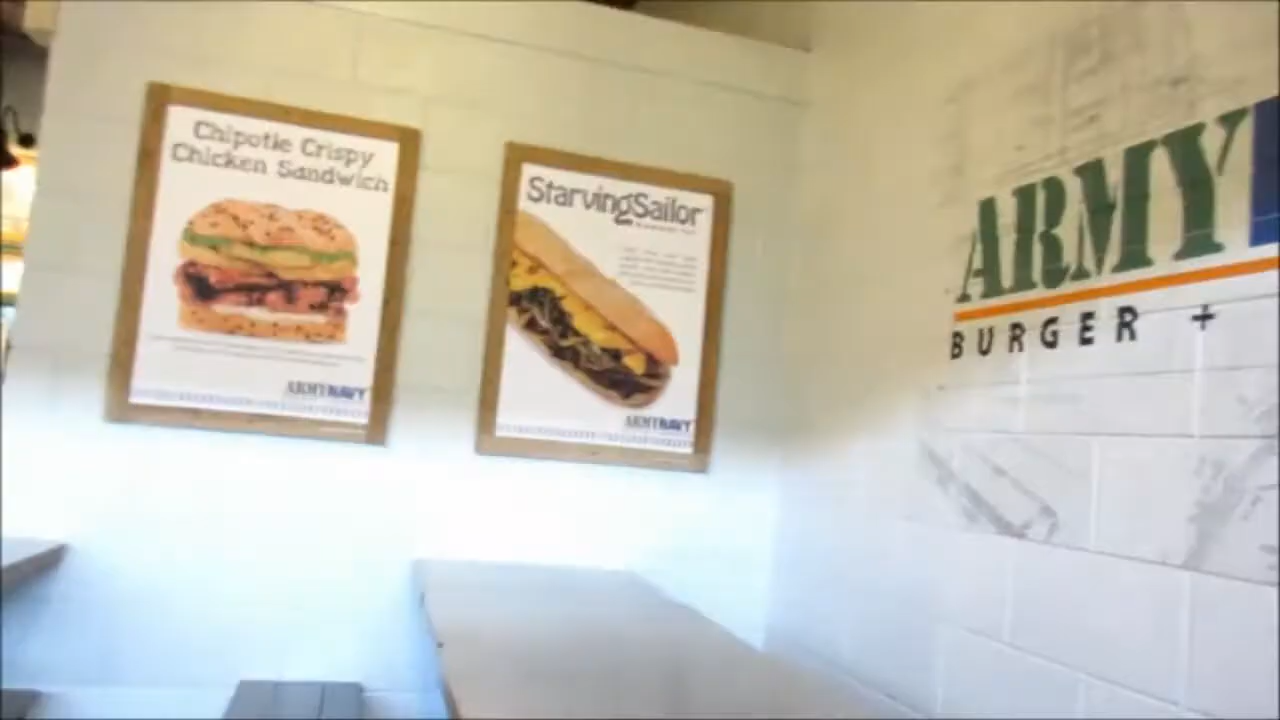 Chipotle Crispy
Chicken Sandwich
ARMYNAVY
StarvingSailor
ARMYNAVY
ARMY
BURGER +